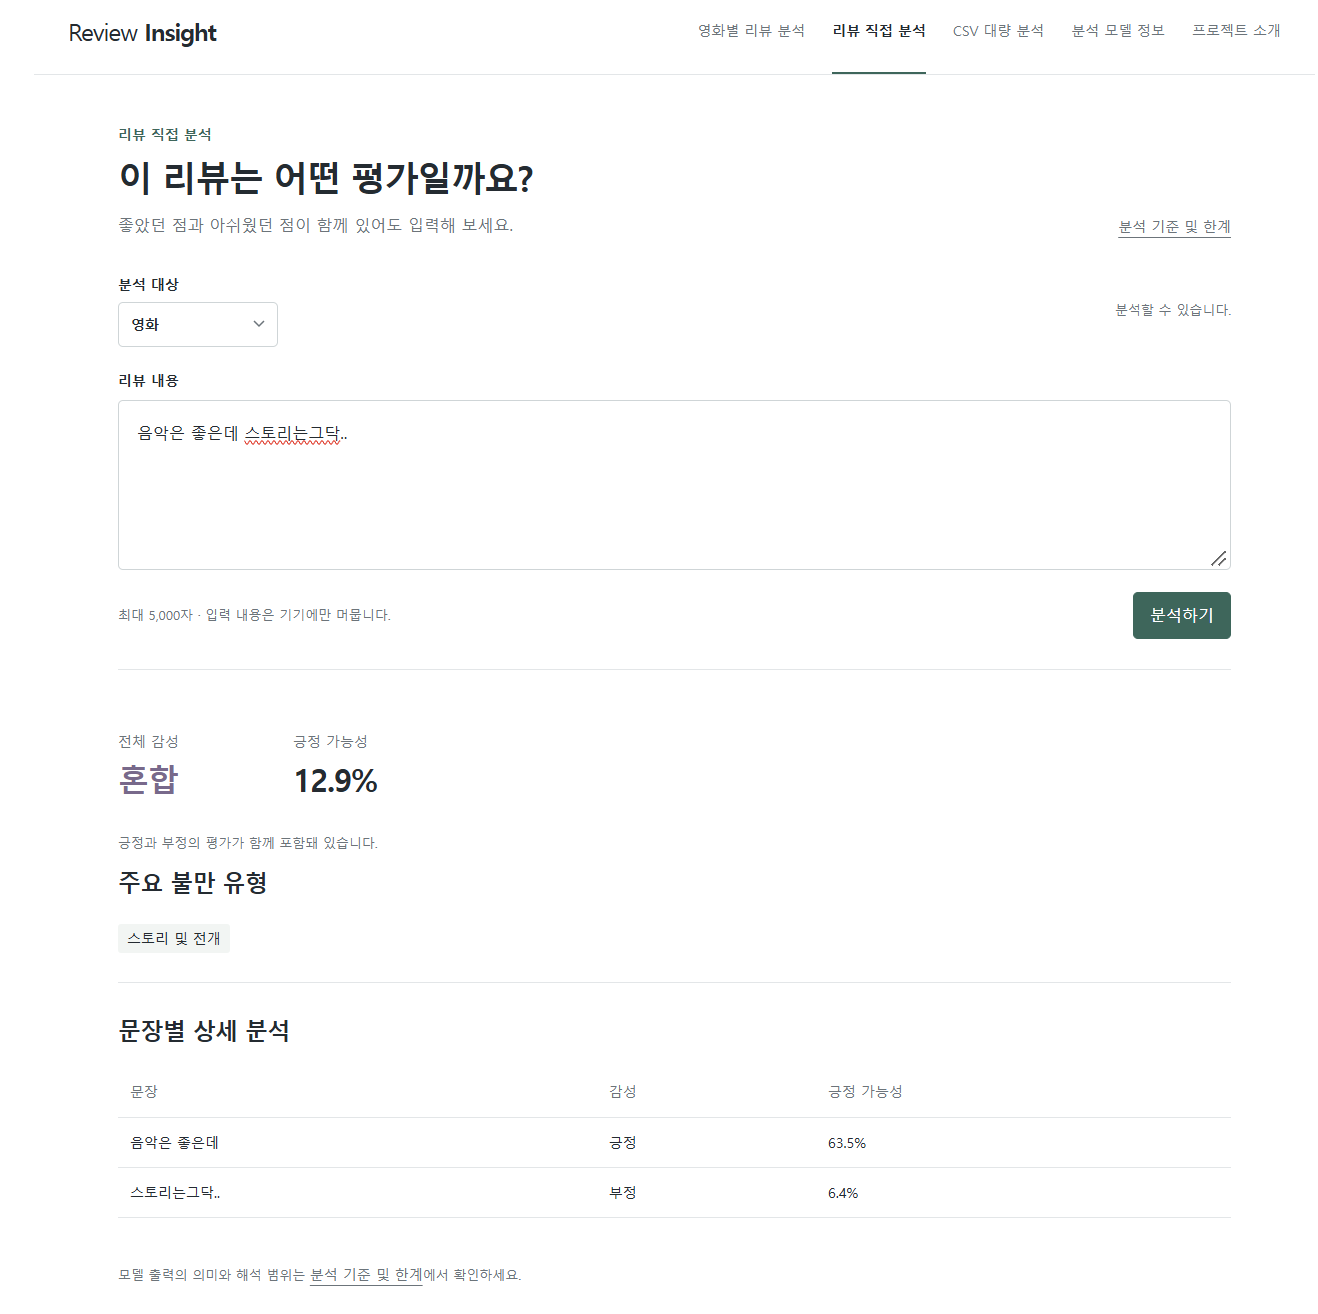 Review Insight
영화별 리뷰 분석
리뷰 직접 분석
CSV 대량 분석
분석 모델 정보
프로젝트 소개
리뷰 직접 분석
이 리뷰는 어떤 평가일까요?
좋았던 점과 아쉬웠던 점이 함께 있어도 입력해 보세요.
분석 기준 및 한계
분석 대상
영화
분석할 수 있습니다.
리뷰 내용
음악은 좋은데 스토리는그닥..
최대 5,000자 · 입력 내용은 기기에만 머뭅니다.
분석하기
전체 감성
긍정 가능성
혼합
12.9%
긍정과 부정의 평가가 함께 포함돼 있습니다.
주요 불만 유형
스토리 및 전개
문장별 상세 분석
문장 감성 긍정 가능성
음악은 좋은데 긍정 63.5%
스토리는그닥.. 부정 6.4%
모델 출력의 의미와 해석 범위는 분석 기준 및 한계에서 확인하세요.